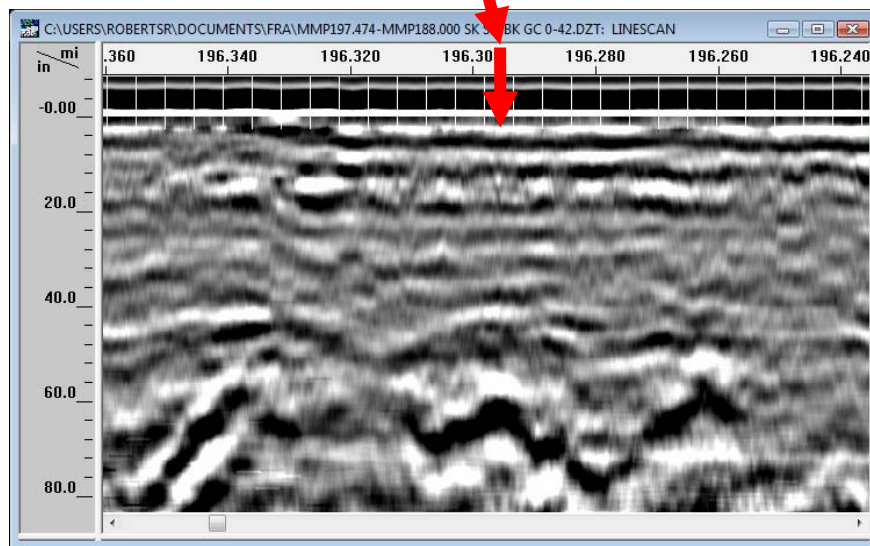 C:\USERS\ROBERTSR\DOCUMENTS\FRA\MMP197.474-MMP188.000 SK BK GC 0-42.DZT: LINESCAN
mi
in
.360 196.340 196.320 196.30 196.280 196.260 196.240
-0.00
20.0
40.0
60.0
80.0